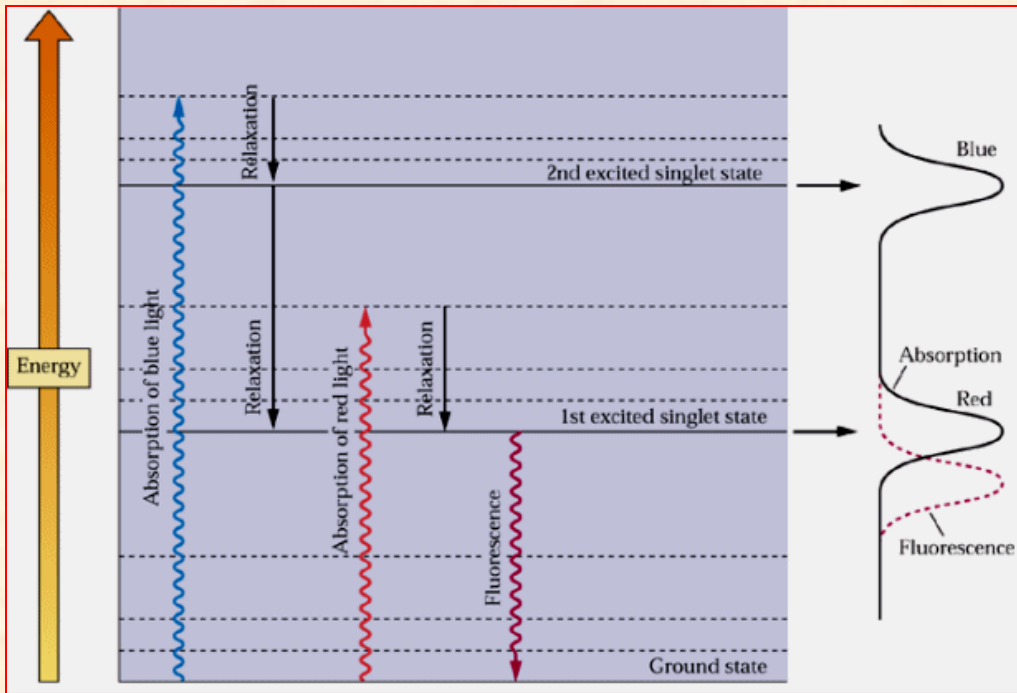 Relaxation
Blue
2nd excited singlet state
Absorption of blue light
Energy
Relaxation
Absorption of red light
Relaxation
Absorption
Red
1st excited singlet state
Fluorescence
Fluorescence
Ground state